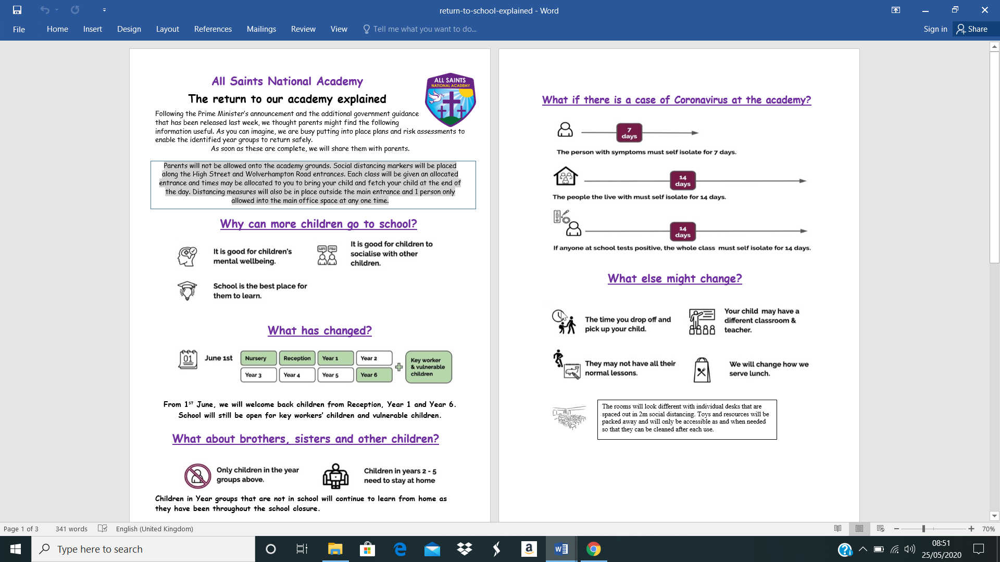 return-to-school-explained - Word
File
Home
Insert
Design
Layout
References
Mailings
Review
View
Tell me what you want to do...
Sign in
Share
All Saints National Academy
The return to our academy explained
ALL SAINTS
NATIONAL ACADEMY
Following the Prime Minister's announcement and the additional government guidance
that has been released last week, we thought parents might find the following
information useful. As you can imagine, we are busy putting into place plans and risk assessments to
enable the identified year groups to return safely.
As soon as these are complete, we will share them with parents.
Parents will not be allowed onto the academy grounds. Social distancing markers will be placed
along the High Street and Wolverhampton Road entrances. Each class will be given an allocated
entrance and times may be allocated to you to bring your child and fetch your child at the end of
the day. Distancing measures will also be in place outside the main entrance and 1 person only
allowed into the main office space at any one time.
Why can more children go to school?
It is good for children's
mental wellbeing.
It is good for children to
socialise with other
children.
School is the best place for
them to learn.
What has changed?
01
June 1st
Nursery
Reception
Year 1
Year 2
Year 3
Year 4
Year 5
Year 6
Key worker
& vulnerable
children
From 1st June, we will welcome back children from Reception, Year 1 and Year 6.
School will still be open for key workers' children and vulnerable children.
What about brothers, sisters and other children?
Only children in the year
groups above.
Children in years 2 - 5
need to stay at home
Children in Year groups that are not in school will continue to learn from home as
they have been throughout the school closure.
What if there is a case of Coronavirus at the academy?
7
days
The person with symptoms must self isolate for 7 days.
14
days
The people the live with must self isolate for 14 days.
14
days
If anyone at school tests positive, the whole class must self isolate for 14 days.
What else might change?
The time you drop off and
pick up your child.
Your child may have a
different classroom &
teacher.
They may not have all their
normal lessons.
We will change how we
serve lunch.
The rooms will look different with individual desks that are
spaced out in 2m social distancing. Toys and resources will be
packed away and will only be accessible as and when needed
so that they can be cleaned after each use.
Page 1 of 3
341 words
English (United Kingdom)
70%
Type here to search
08:51
25/05/2020